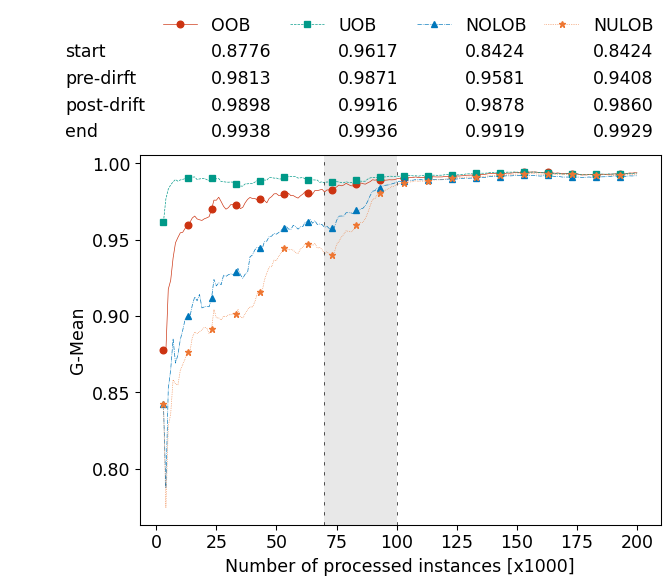 OOB UOB NOLOB NULOB
start 0.8776 0.9617 0.8424 0.8424
pre-dirft 0.9813 0.9871 0.9581 0.9408
post-drift 0.9898 0.9916 0.9878 0.9860
end 0.9938 0.9936 0.9919 0.9929
1.00
0.95
0.90
0.85
0.80
G-Mean
0 25 50 75 100 125 150 175 200
Number of processed instances [x1000]